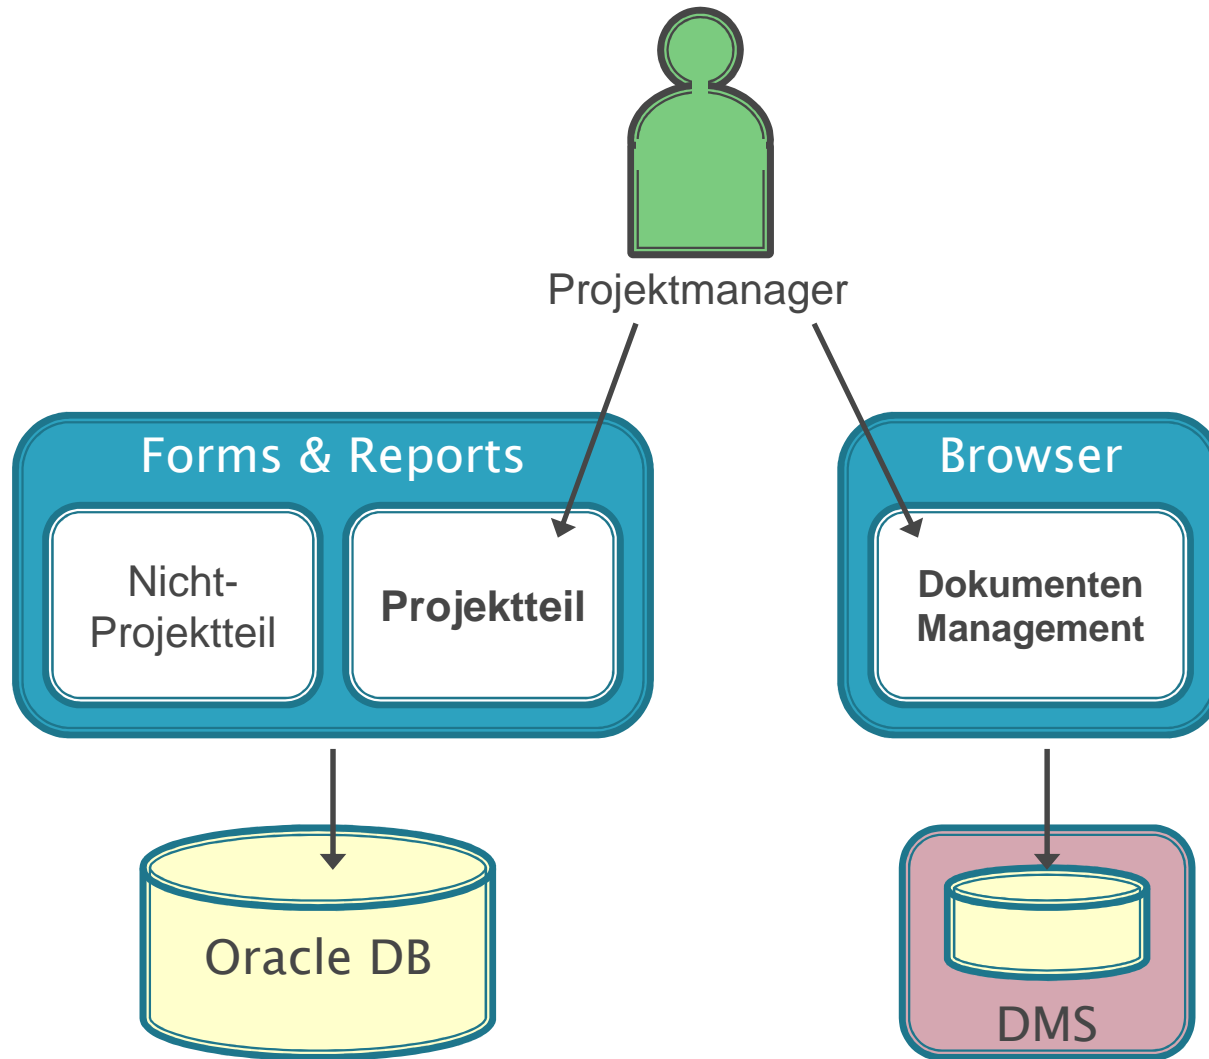 Projektmanager
Forms & Reports
Browser
Nicht-
Projektteil
Projektteil
Dokumenten
Management
Oracle DB
DMS